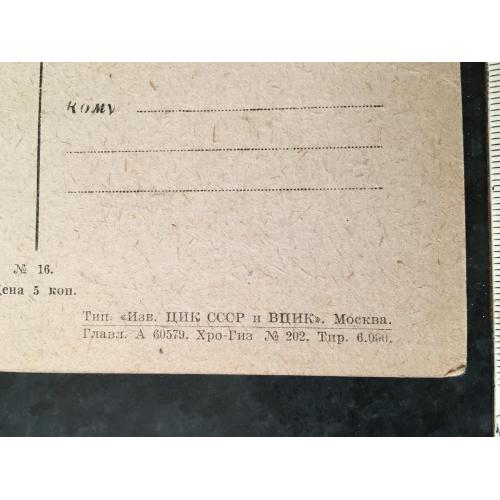 кому
№ 16.
Цена 5 коп.
Тип. «Изв. ЦИК СССР и ВЦИК». Москва.
Главл. А 60579. Хро-Гиз № 202. Тир. 6.000.